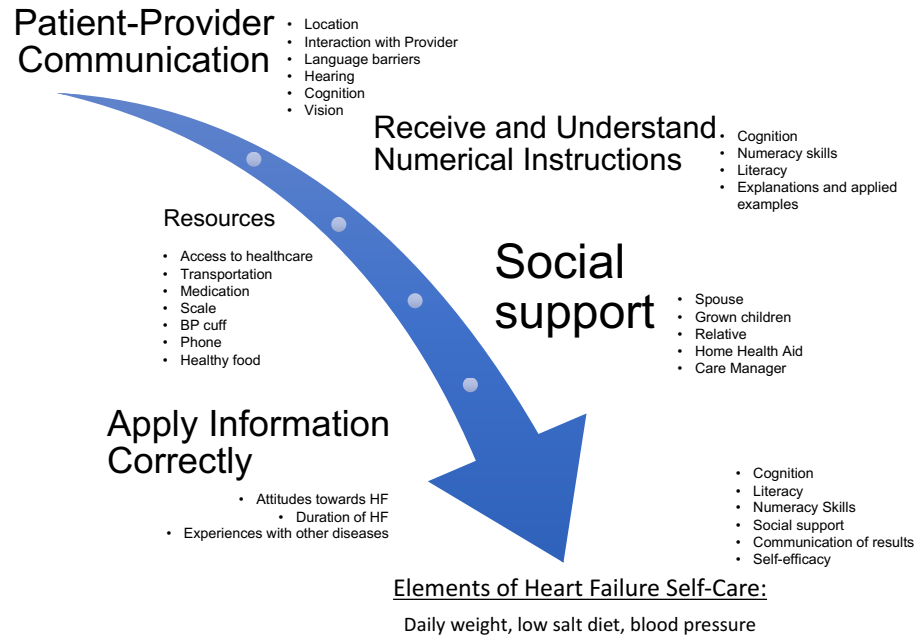 Patient-Provider
Communication
• Location
• Interaction with Provider
• Language barriers
• Hearing
• Cognition
• Vision
Receive and Understand
Numerical Instructions
• Cognition
• Numeracy skills
• Literacy
• Explanations and applied
examples
Resources
• Access to healthcare
• Transportation
• Medication
• Scale
• BP cuff
• Phone
• Healthy food
Social
support
• Spouse
• Grown children
• Relative
• Home Health Aid
• Care Manager
Apply Information
Correctly
• Attitudes towards HF
• Duration of HF
• Experiences with other diseases
• Cognition
• Literacy
• Numeracy Skills
• Social support
• Communication of results
• Self-efficacy
Elements of Heart Failure Self-Care:
Daily weight, low salt diet, blood pressure